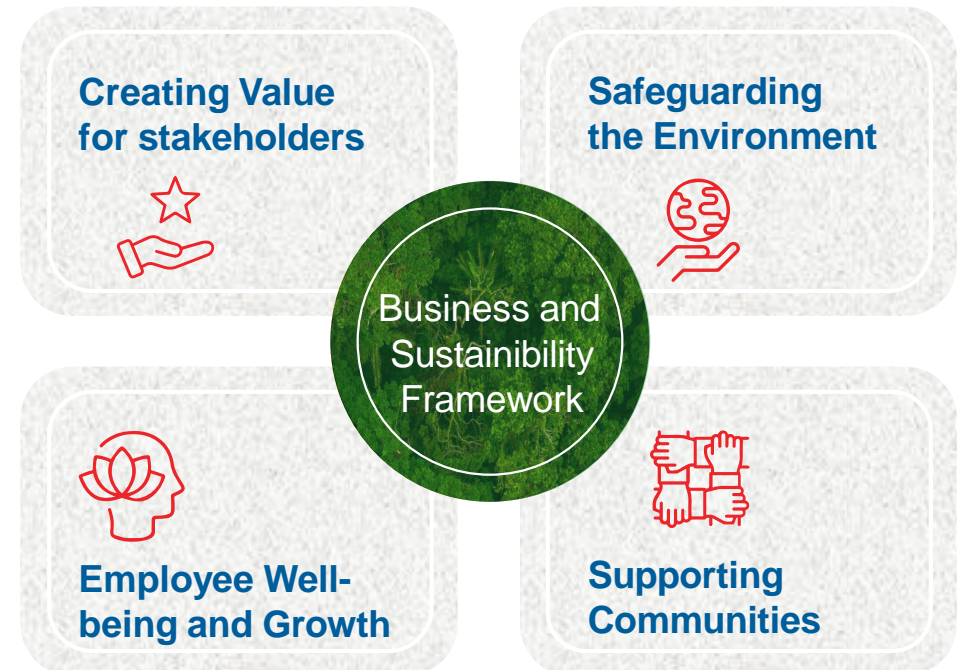 Creating Value
for stakeholders
Safeguarding
the Environment
Business and
Sustainibility
Framework
Employee Well-
being and Growth
Supporting
Communities